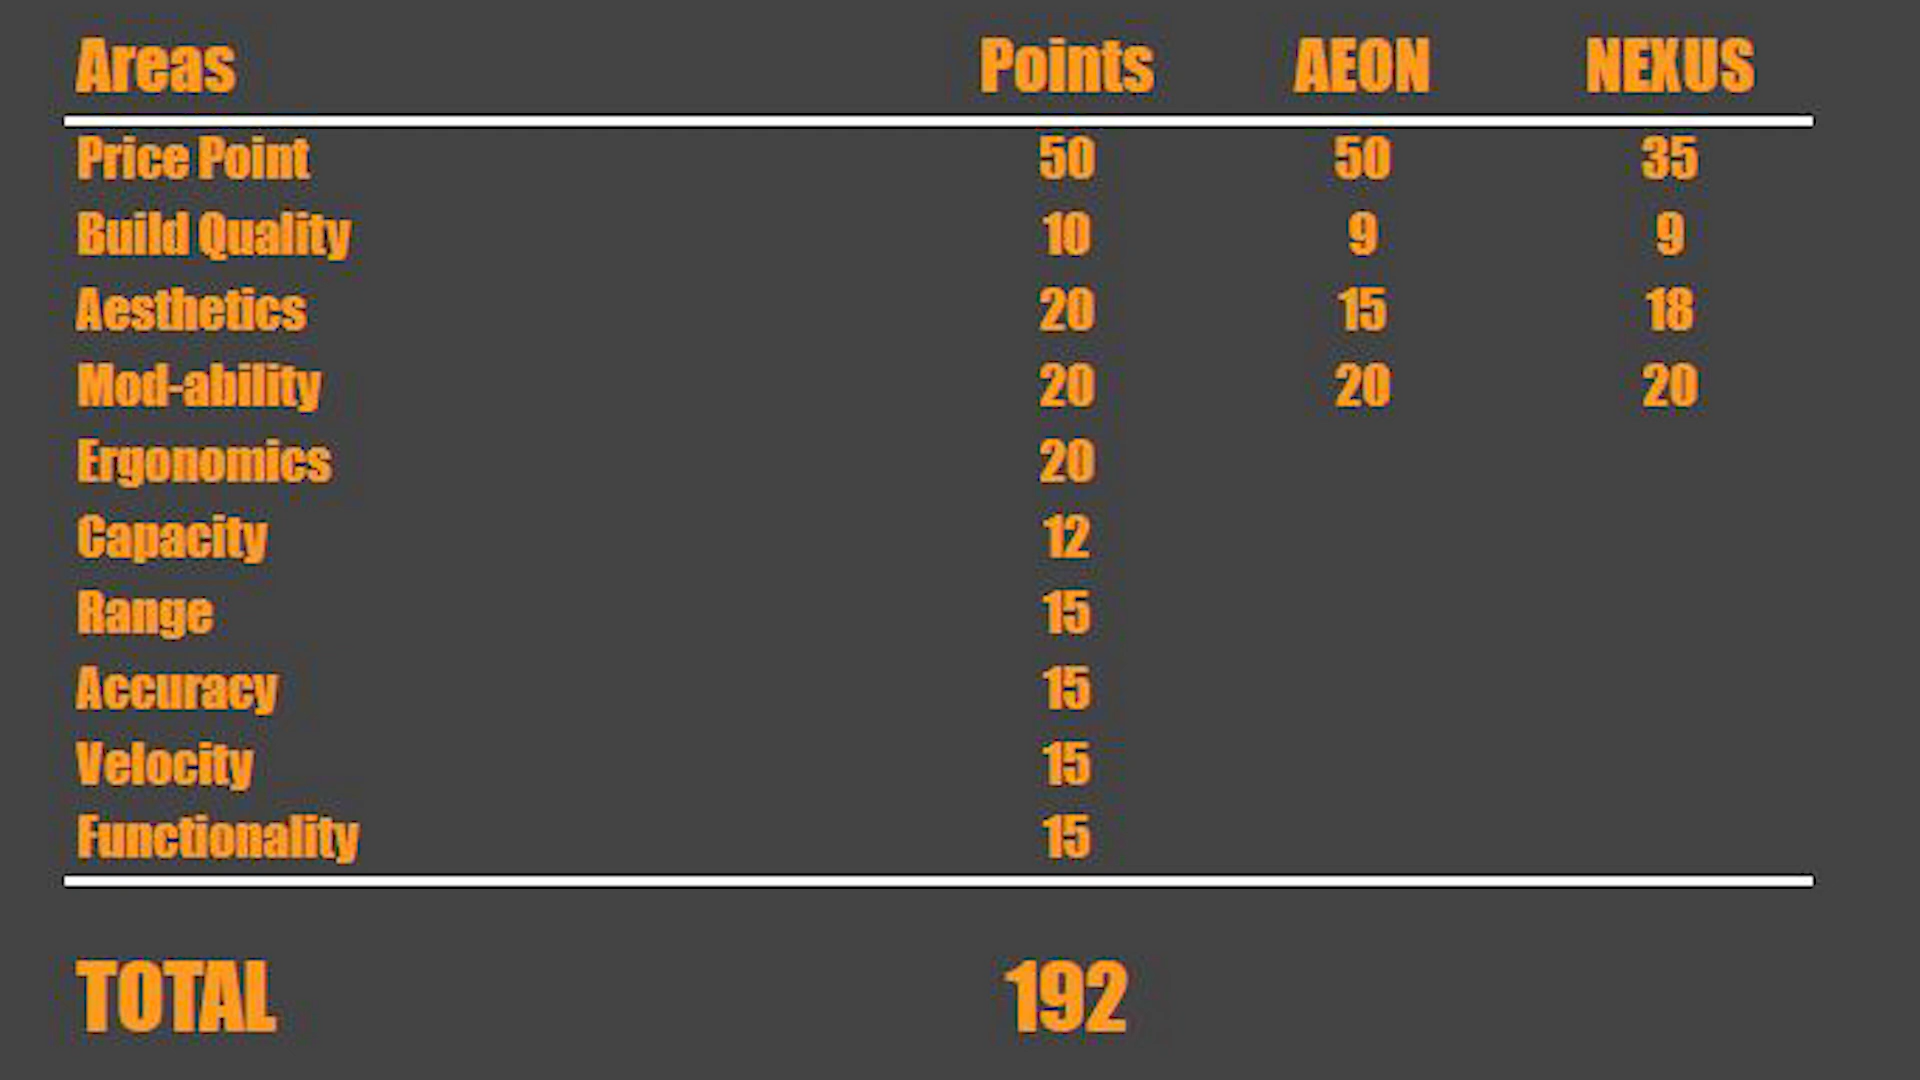 Areas Points AEON NEXUS
Price Point 50 50 35
Build Quality 10 9 9
Aesthetics 20 15 18
Mod-ability 20 20 20
Ergonomics 20
Capacity 12
Range 15
Accuracy 15
Velocity 15
Functionality 15
TOTAL 192